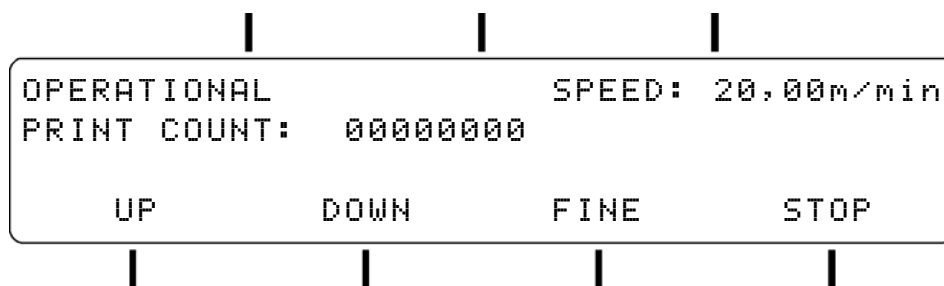 OPERATIONAL SPEED: 20,00m/min
PRINT COUNT: 00000000
UP DOWN FINE STOP